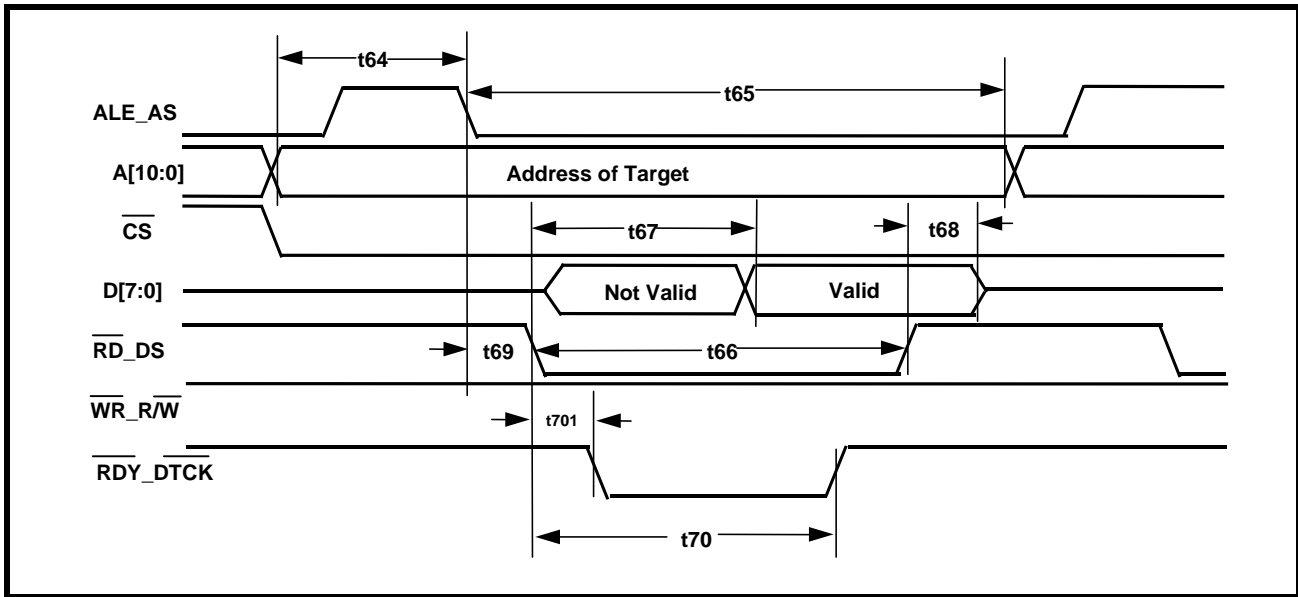 t64
ALE_AS
t65
A[10:0]
Address of Target
CS
t67
t68
D[7:0]
Not Valid
Valid
RD_DS
t69
t66
WR_R/W
t701
RDY_DTCK
t70